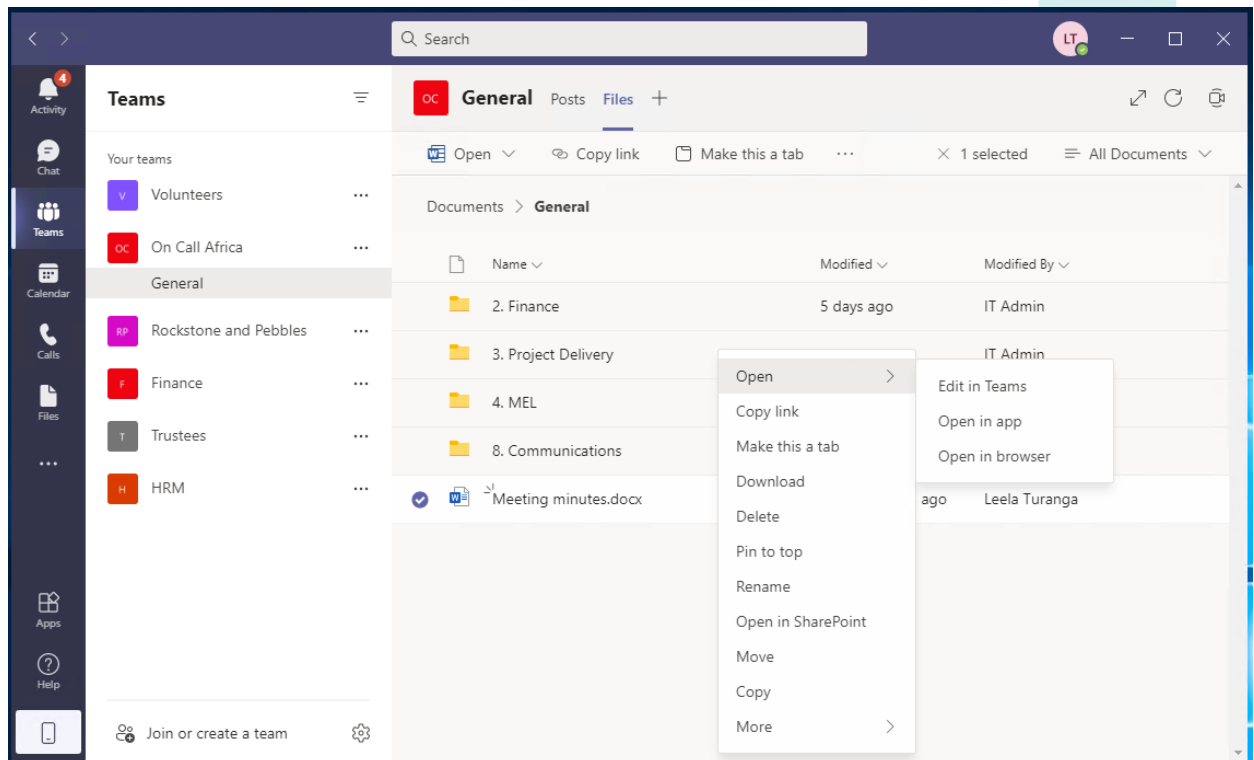 Search
LT
4
Activity
Chat
Teams
Calendar
Calls
Files
Apps
Help
Teams
Your teams
V Volunteers
OC On Call Africa
General
RP Rockstone and Pebbles
F Finance
T Trustees
H HRM
Join or create a team
OC General Posts Files
Open Copy link Make this a tab 1 selected All Documents
Documents > General
Name Modified Modified By
2. Finance 5 days ago IT Admin
3. Project Delivery IT Admin
4. MEL
8. Communications
W Meeting minutes.docx ago Leela Turanga
Open
Copy link
Make this a tab
Download
Delete
Pin to top
Rename
Open in SharePoint
Move
Copy
More
Edit in Teams
Open in app
Open in browser